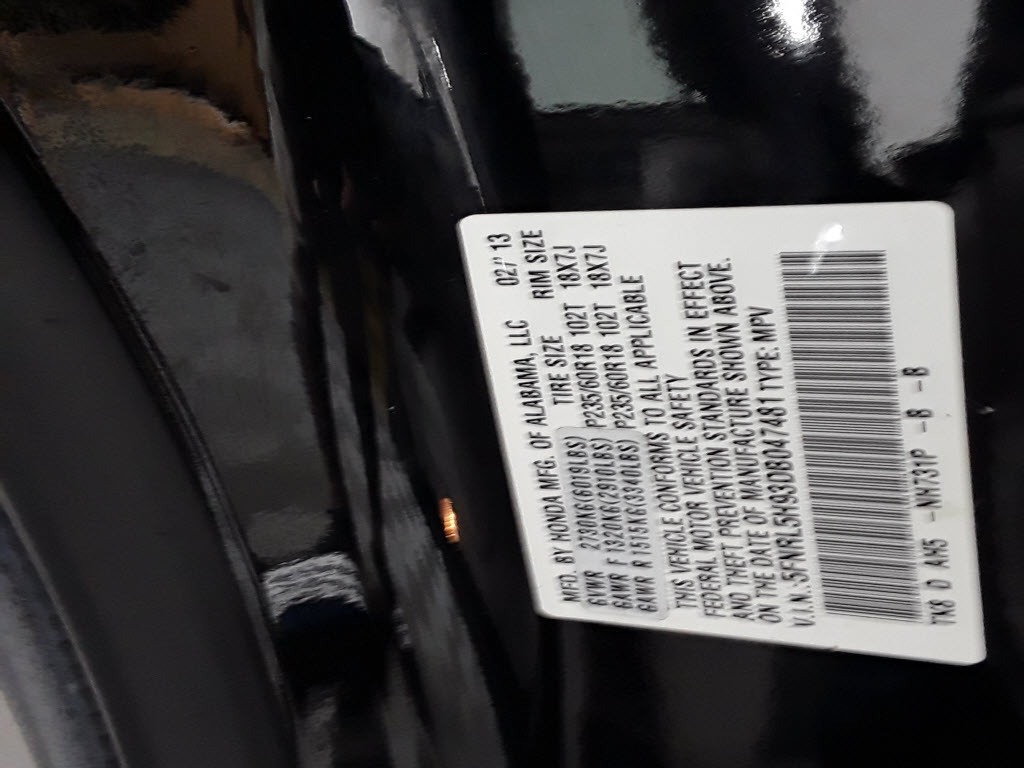 MFD. BY HONDA MFG. OF ALABAMA, LLC 02/ 13
GVWR 2730KG(6019LBS) TIRE SIZE RIM SIZE
GAWR F 1320KG(2910LBS) P235/60R18 102T 18X7J
GAWR R 1515KG(3340LBS) P235/60R18 102T 18X7J
THIS VEHICLE CONFORMS TO ALL APPLICABLE
FEDERAL MOTOR VEHICLE SAFETY
AND THEFT PREVENTION STANDARDS IN EFFECT
ON THE DATE OF MANUFACTURE SHOWN ABOVE.
V.I.N.:5FNRL5H93DB047481 TYPE: MPV
TK8 D AH5 -NH731P -B -B